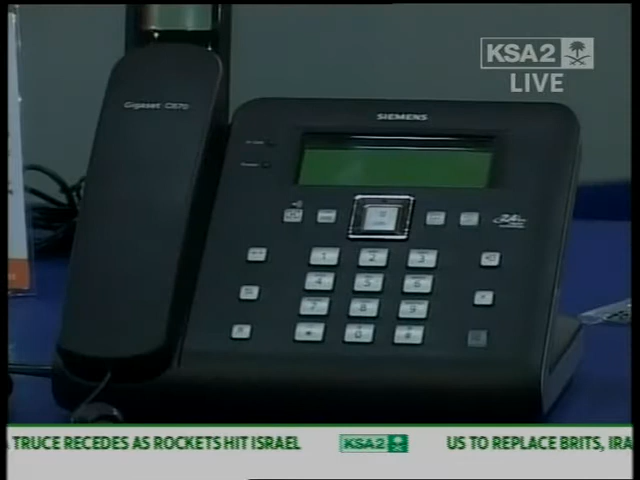 KSA2
LIVE
Gigaset C570
SIEMENS
1 2 3
4 5 6
7 8 9
* 0 #
A TRUCE RECEDES AS ROCKETS HIT ISRAEL KSA2 US TO REPLACE BRITS, IRA